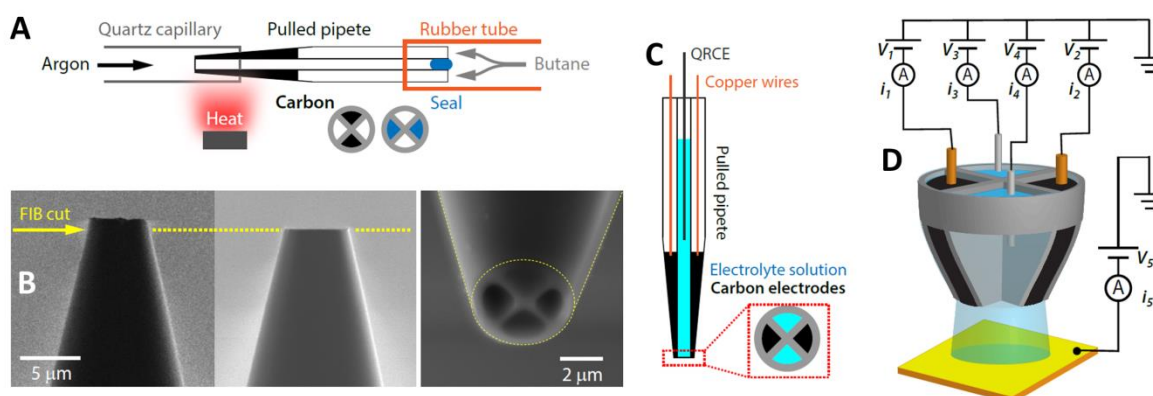 A
Quartz capillary
Pulled pipete
Rubber tube
Argon
Butane
Carbon
Seal
Heat
B
FIB cut
5 μm
2 μm
C
QRCE
Copper wires
Pulled pipete
Electrolyte solution
Carbon electrodes
D
V1 V3 V4 V2
A A A A
i1 i3 i4 i2
V5
A
i5